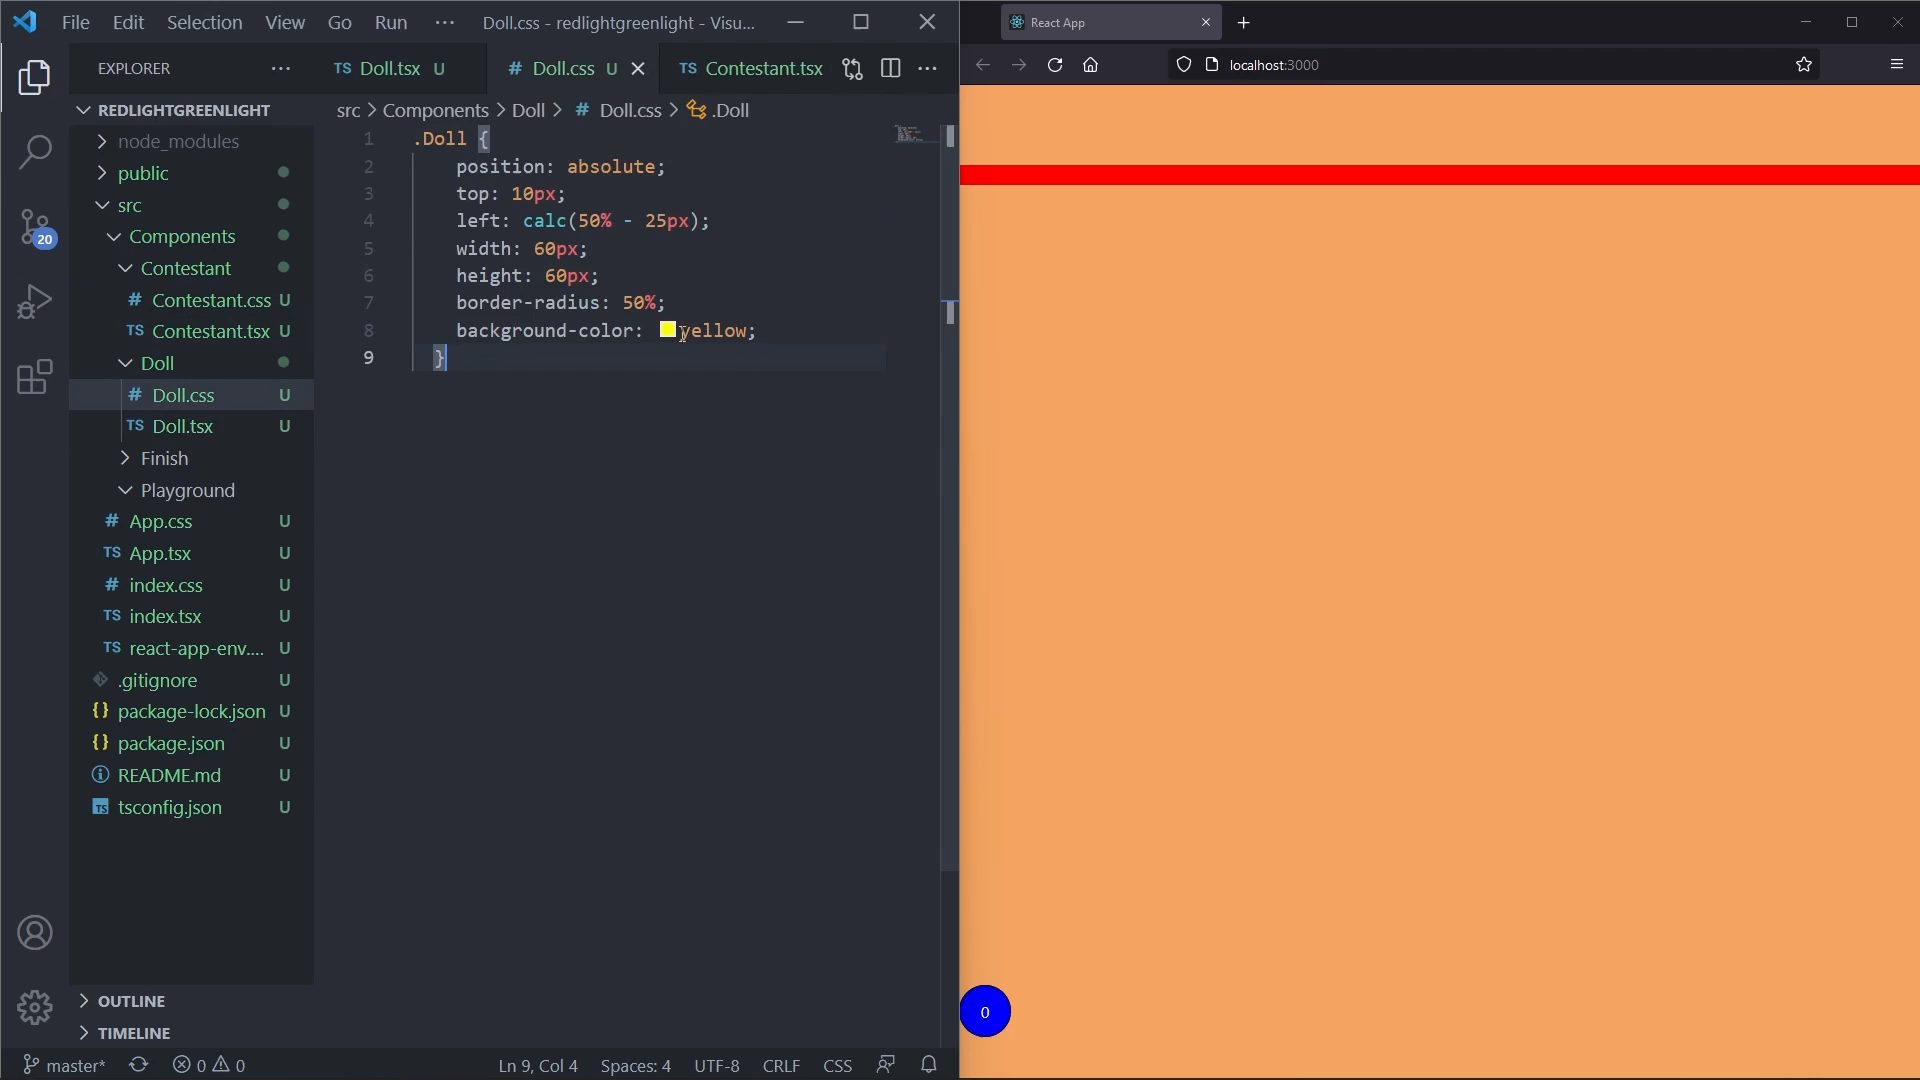 File Edit Selection View Go Run ··· Doll.css - redlightgreenlight - Visu...
React App
EXPLORER ···
TS Doll.tsx U
# Doll.css U
TS Contestant.tsx
localhost:3000
REDLIGHTGREENLIGHT
src > Components > Doll > # Doll.css > .Doll
node_modules
public
src
Components
Contestant
# Contestant.css U
TS Contestant.tsx U
Doll
# Doll.css U
TS Doll.tsx U
Finish
Playground
# App.css U
TS App.tsx U
# index.css U
TS index.tsx U
TS react-app-env.... U
.gitignore U
{} package-lock.json U
{} package.json U
README.md U
TS tsconfig.json U
20
OUTLINE
TIMELINE
1 .Doll {
2 position: absolute;
3 top: 10px;
4 left: calc(50% - 25px);
5 width: 60px;
6 height: 60px;
7 border-radius: 50%;
8 background-color: yellow;
9 }
0
master* 0 0 Ln 9, Col 4 Spaces: 4 UTF-8 CRLF CSS